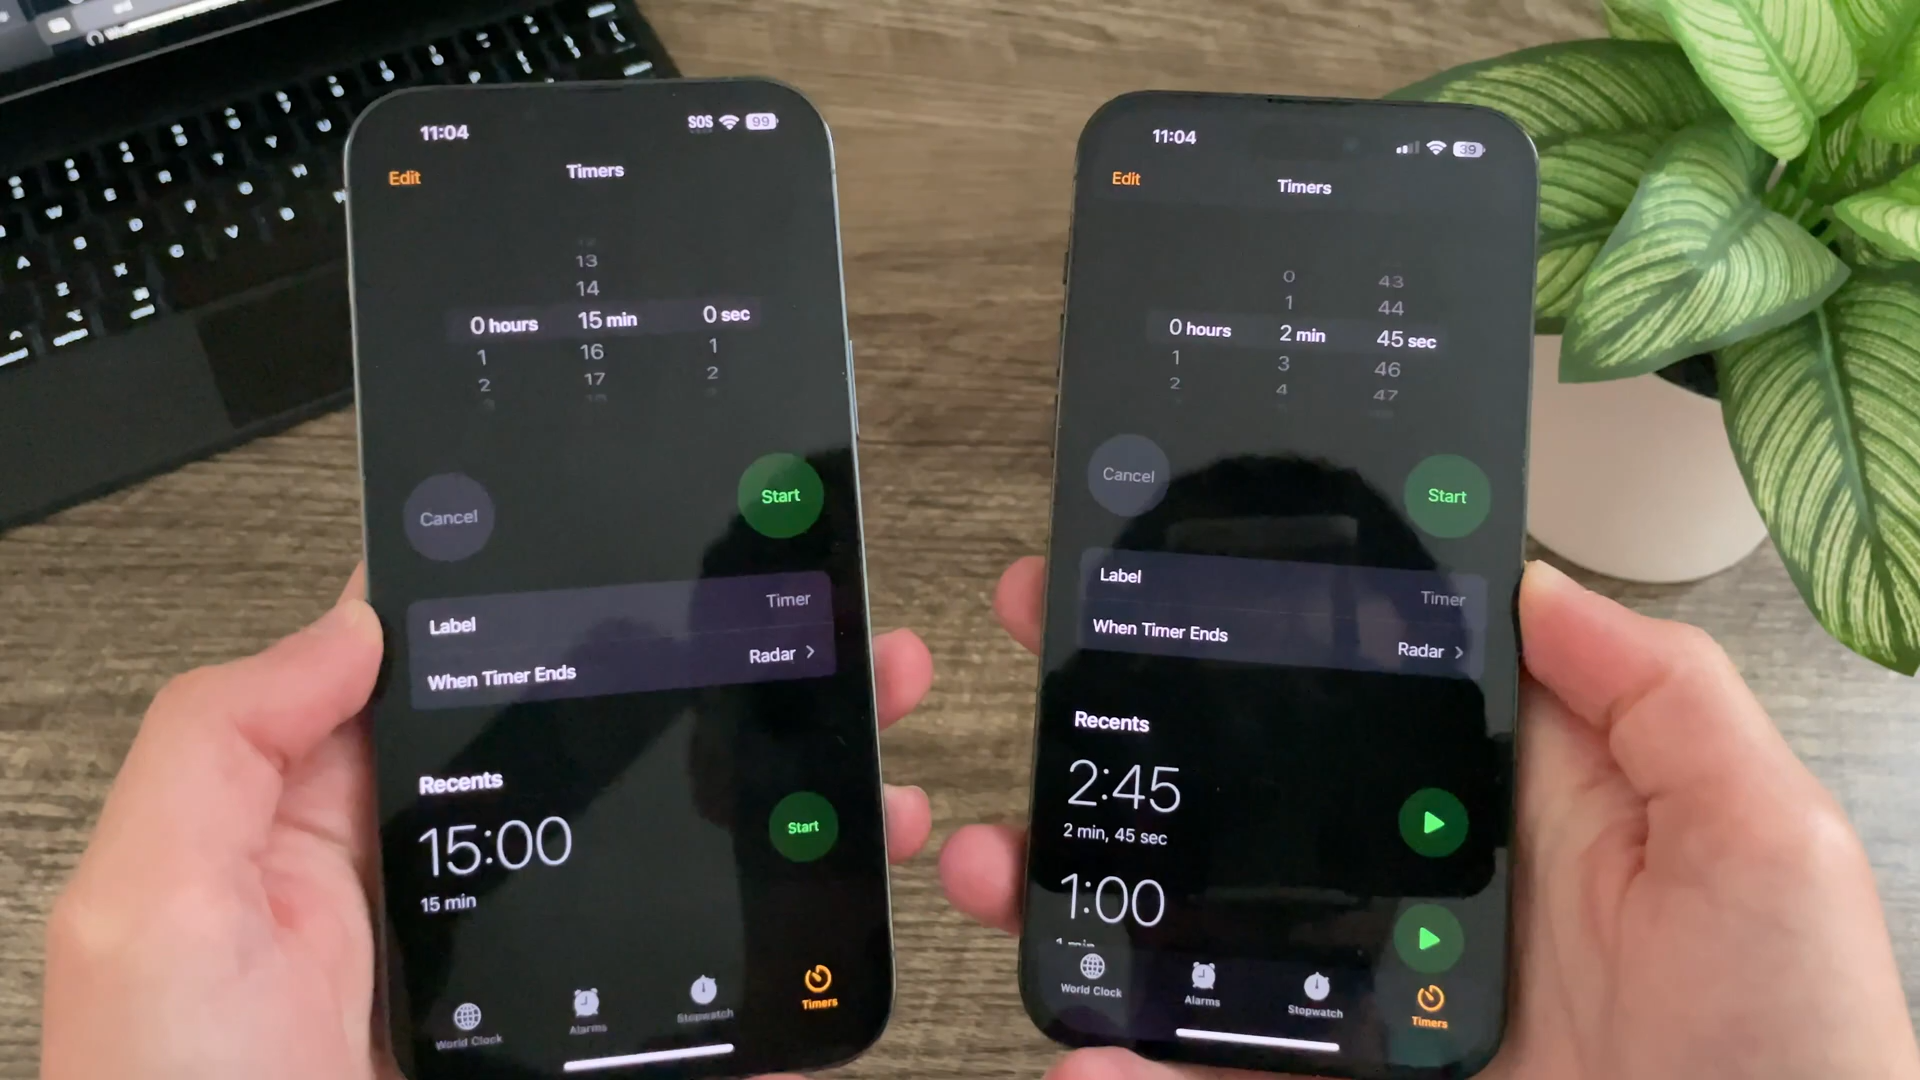 11:04
SOS 99
Edit
Timers
13
14
0 hours 15 min 0 sec
1 16 1
2 17 2
Cancel
Start
Label
Timer
When Timer Ends
Radar
Recents
15:00
15 min
Start
World Clock
Alarms
Stopwatch
Timers
11:04
39
Edit
Timers
0 43
1 44
0 hours 2 min 45 sec
1 3 46
2 4 47
Cancel
Start
Label
Timer
When Timer Ends
Radar
Recents
2:45
2 min, 45 sec
1:00
World Clock
Alarms
Stopwatch
Timers